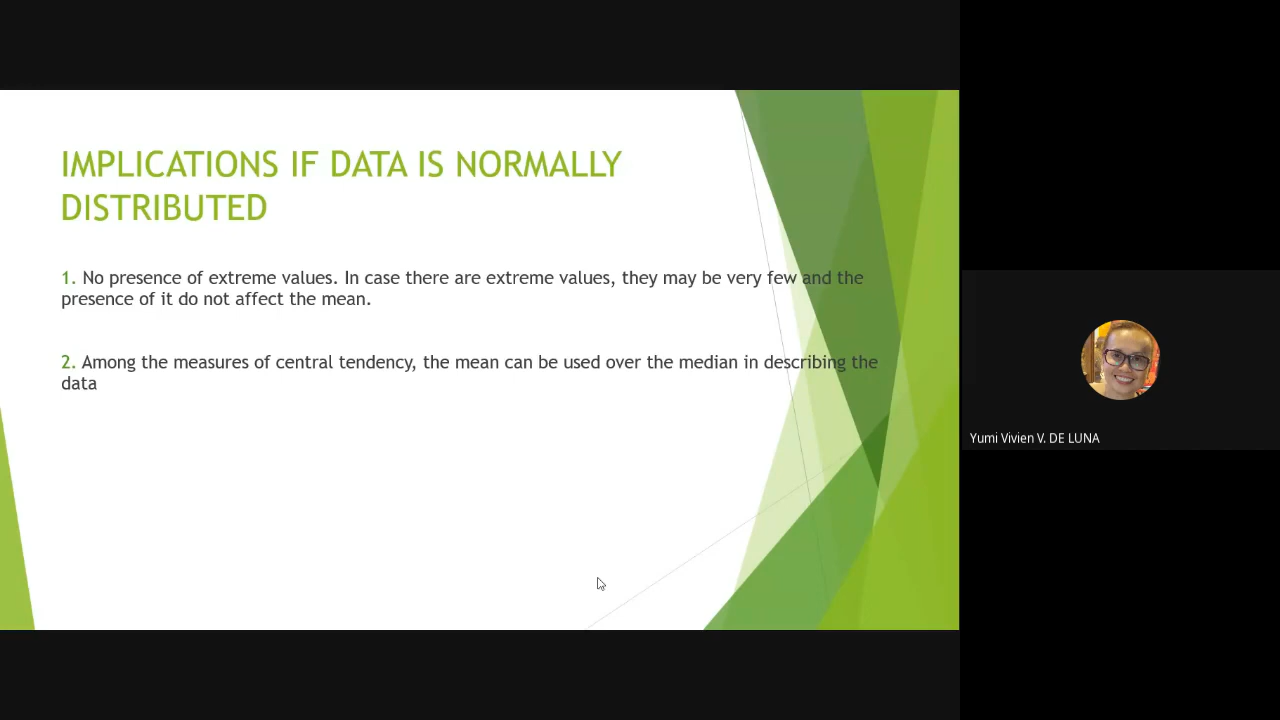 IMPLICATIONS IF DATA IS NORMALLY
DISTRIBUTED
1. No presence of extreme values. In case there are extreme values, they may be very few and the
presence of it do not affect the mean.
2. Among the measures of central tendency, the mean can be used over the median in describing the
data
Yumi Vivien V. DE LUNA